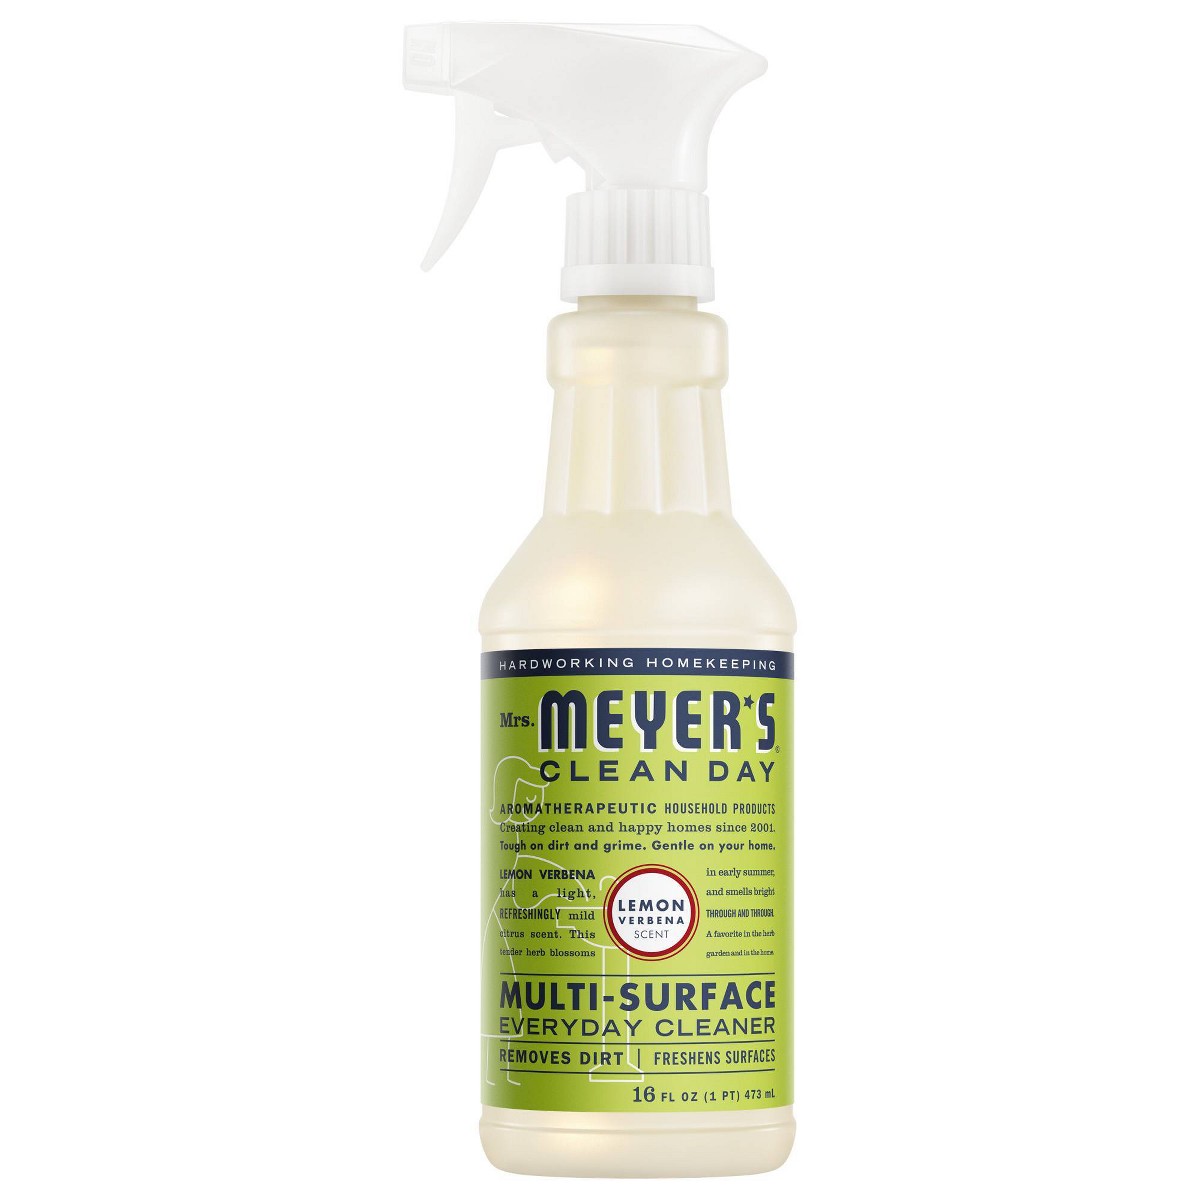 HARDWORKING HOMEKEEPING
Mrs. MEYER'S
CLEAN DAY
AROMATHERAPEUTIC HOUSEHOLD PRODUCTS
Creating clean and happy homes since 2001.
Tough on dirt and grime. Gentle on your home.
LEMON VERBENA
has a light,
REFRESHINGLY mild
citrus scent. This
tender herb blossoms
LEMON
VERBENA
SCENT
in early summer,
and smells bright
THROUGH AND THROUGH.
A favorite in the herb
garden and in the home.
MULTI-SURFACE
EVERYDAY CLEANER
REMOVES DIRT | FRESHENS SURFACES
16 FL OZ (1 PT) 473 mL